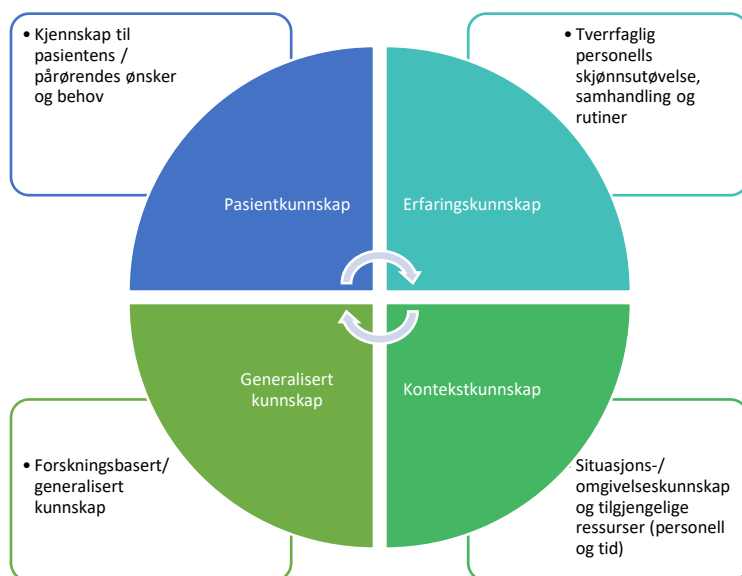 • Kjennskap til
pasientens /
pårørendes ønsker
og behov
• Tverrfaglig
personells
skjønnsutøvelse,
samhandling og
rutiner
Pasientkunnskap
Erfaringskunnskap
Generalisert
kunnskap
Kontekstkunnskap
• Forskningsbasert/
generalisert
kunnskap
• Situasjons-/
omgivelseskunnskap
og tilgjengelige
ressurser (personell
og tid)